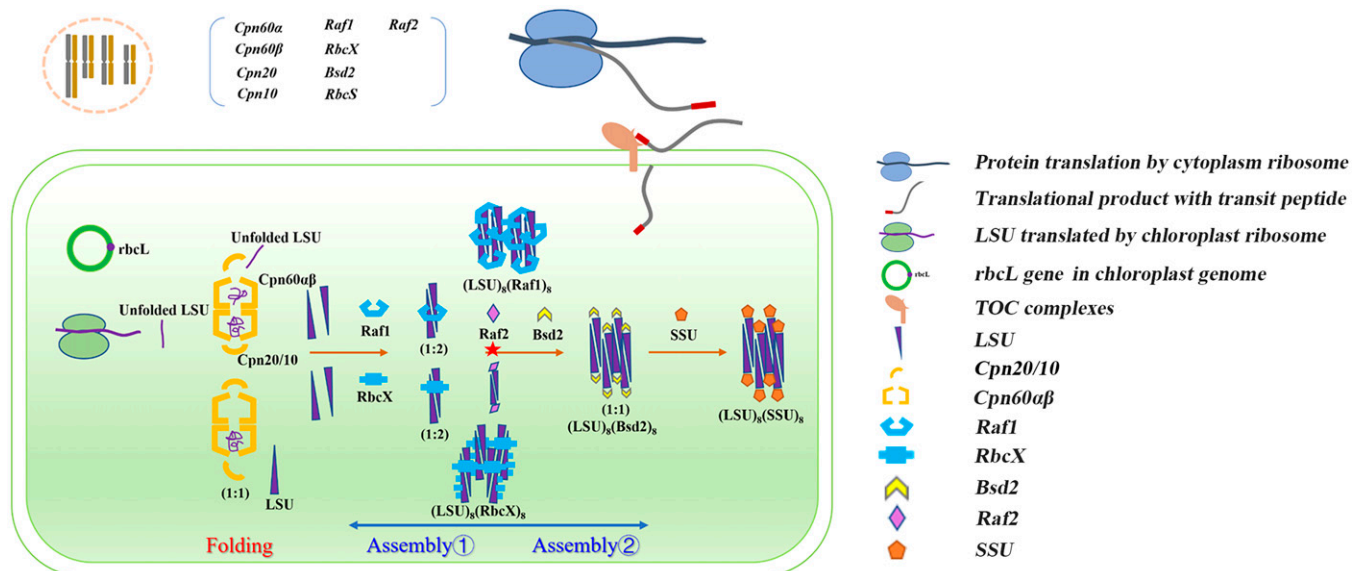 Cpn60α Raf1 Raf2
Cpn60β RbcX
Cpn20 Bsd2
Cpn10 RbcS
rbcL
Unfolded LSU
Unfolded LSU
Cpn60αβ
Cpn20/10
(1:1)
LSU
Raf1
RbcX
(1:2)
(1:2)
(LSU)8(Raf1)8
Raf2
Bsd2
(LSU)8(RbcX)8
(1:1)
(LSU)8(Bsd2)8
SSU
(LSU)8(SSU)8
Folding
Assembly①
Assembly②
Protein translation by cytoplasm ribosome
Translational product with transit peptide
LSU translated by chloroplast ribosome
rbcL
rbcL gene in chloroplast genome
TOC complexes
LSU
Cpn20/10
Cpn60αβ
Raf1
RbcX
Bsd2
Raf2
SSU